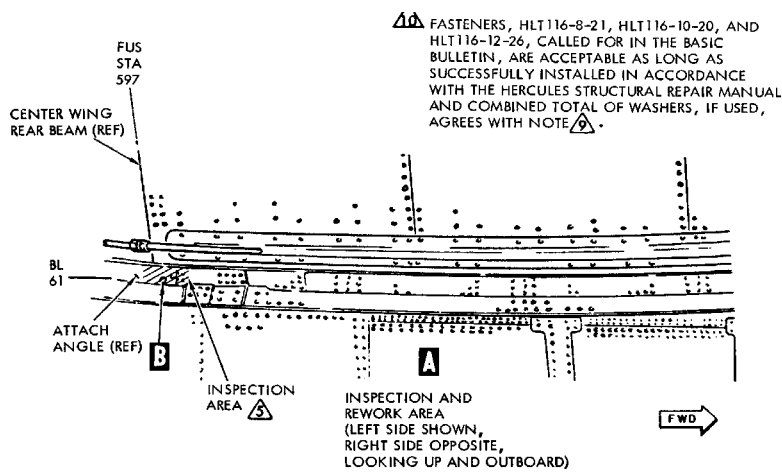 10 FASTENERS, HLT116-8-21, HLT116-10-20, AND
HLT116-12-26, CALLED FOR IN THE BASIC
BULLETIN, ARE ACCEPTABLE AS LONG AS
SUCCESSFULLY INSTALLED IN ACCORDANCE
WITH THE HERCULES STRUCTURAL REPAIR MANUAL
AND COMBINED TOTAL OF WASHERS, IF USED,
AGREES WITH NOTE 9.
FUS
STA
597
CENTER WING
REAR BEAM (REF)
BL
61
ATTACH
ANGLE (REF)
B
INSPECTION
AREA 5
A
INSPECTION AND
REWORK AREA
(LEFT SIDE SHOWN,
RIGHT SIDE OPPOSITE,
LOOKING UP AND OUTBOARD)
FWD